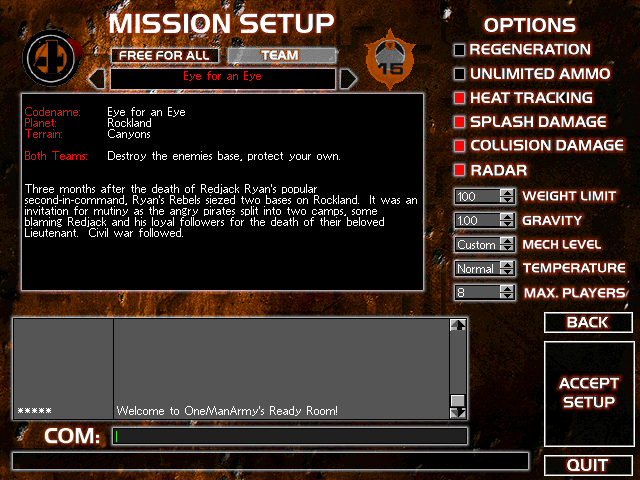 MISSION SETUP
FREE FOR ALL
TEAM
Eye for an Eye
4
15
Codename: Eye for an Eye
Planet: Rockland
Terrain: Canyons
Both Teams: Destroy the enemies base, protect your own.
Three months after the death of Redjack Ryan's popular
second-in-command, Ryan's Rebels siezed two bases on Rockland. It was an
invitation for mutiny as the angry pirates split into two camps, some
blaming Redjack and his loyal followers for the death of their beloved
Lieutenant. Civil war followed.
OPTIONS
REGENERATION
UNLIMITED AMMO
HEAT TRACKING
SPLASH DAMAGE
COLLISION DAMAGE
RADAR
100 WEIGHT LIMIT
100 GRAVITY
Custom MECH LEVEL
Normal TEMPERATURE
8 MAX. PLAYERS
***** Welcome to OneManArmy's Ready Room!
COM:
BACK
ACCEPT
SETUP
QUIT